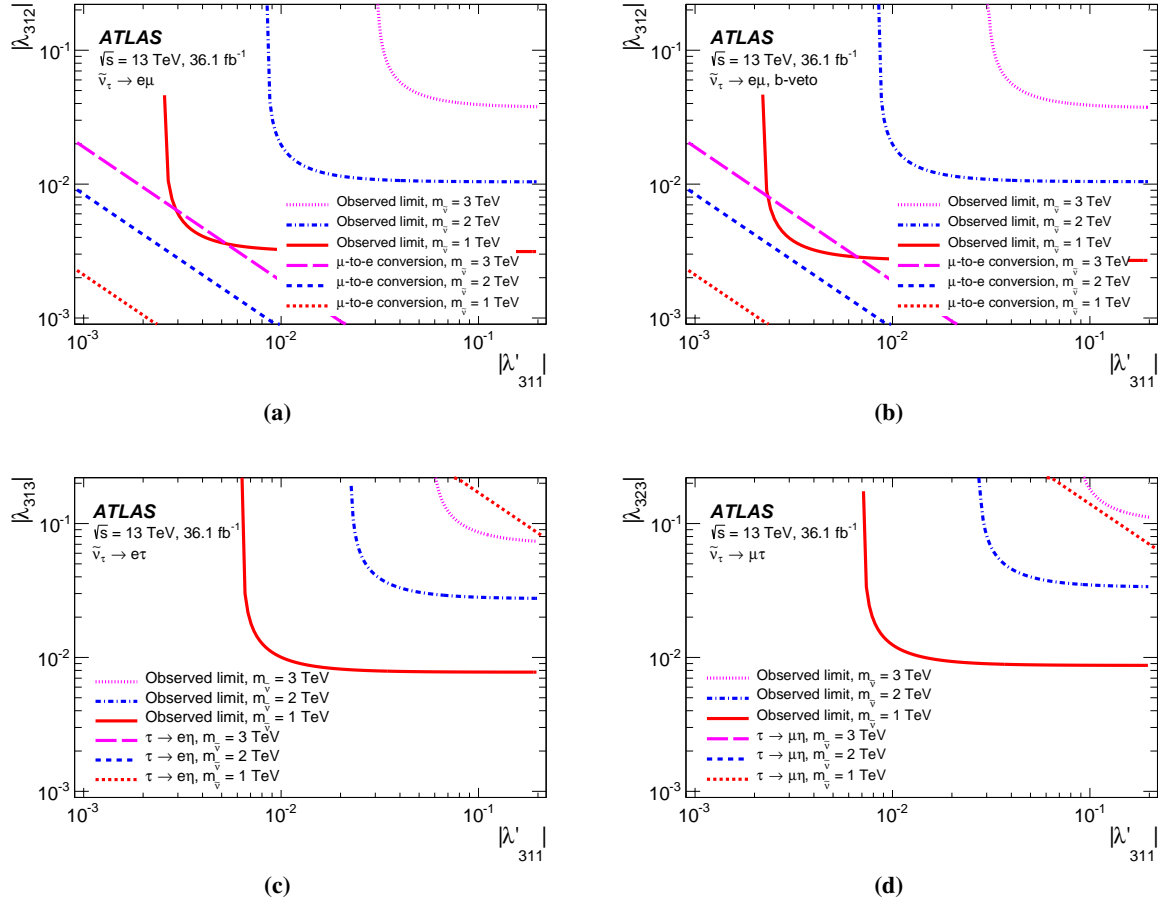 |λ312|
10⁻¹
10⁻²
10⁻³
ATLAS
√s = 13 TeV, 36.1 fb⁻¹
ν̃τ → eμ
Observed limit, mν̃ = 3 TeV
Observed limit, mν̃ = 2 TeV
Observed limit, mν̃ = 1 TeV
μ-to-e conversion, mν̃ = 3 TeV
μ-to-e conversion, mν̃ = 2 TeV
μ-to-e conversion, mν̃ = 1 TeV
10⁻³ 10⁻² 10⁻¹
|λ'311|
(a)
|λ312|
10⁻¹
10⁻²
10⁻³
ATLAS
√s = 13 TeV, 36.1 fb⁻¹
ν̃τ → eμ, b-veto
Observed limit, mν̃ = 3 TeV
Observed limit, mν̃ = 2 TeV
Observed limit, mν̃ = 1 TeV
μ-to-e conversion, mν̃ = 3 TeV
μ-to-e conversion, mν̃ = 2 TeV
μ-to-e conversion, mν̃ = 1 TeV
10⁻³ 10⁻² 10⁻¹
|λ'311|
(b)
|λ313|
10⁻¹
10⁻²
10⁻³
ATLAS
√s = 13 TeV, 36.1 fb⁻¹
ν̃τ → eτ
Observed limit, mν̃ = 3 TeV
Observed limit, mν̃ = 2 TeV
Observed limit, mν̃ = 1 TeV
τ → eη, mν̃ = 3 TeV
τ → eη, mν̃ = 2 TeV
τ → eη, mν̃ = 1 TeV
10⁻³ 10⁻² 10⁻¹
|λ'311|
(c)
|λ323|
10⁻¹
10⁻²
10⁻³
ATLAS
√s = 13 TeV, 36.1 fb⁻¹
ν̃τ → μτ
Observed limit, mν̃ = 3 TeV
Observed limit, mν̃ = 2 TeV
Observed limit, mν̃ = 1 TeV
τ → μη, mν̃ = 3 TeV
τ → μη, mν̃ = 2 TeV
τ → μη, mν̃ = 1 TeV
10⁻³ 10⁻² 10⁻¹
|λ'311|
(d)